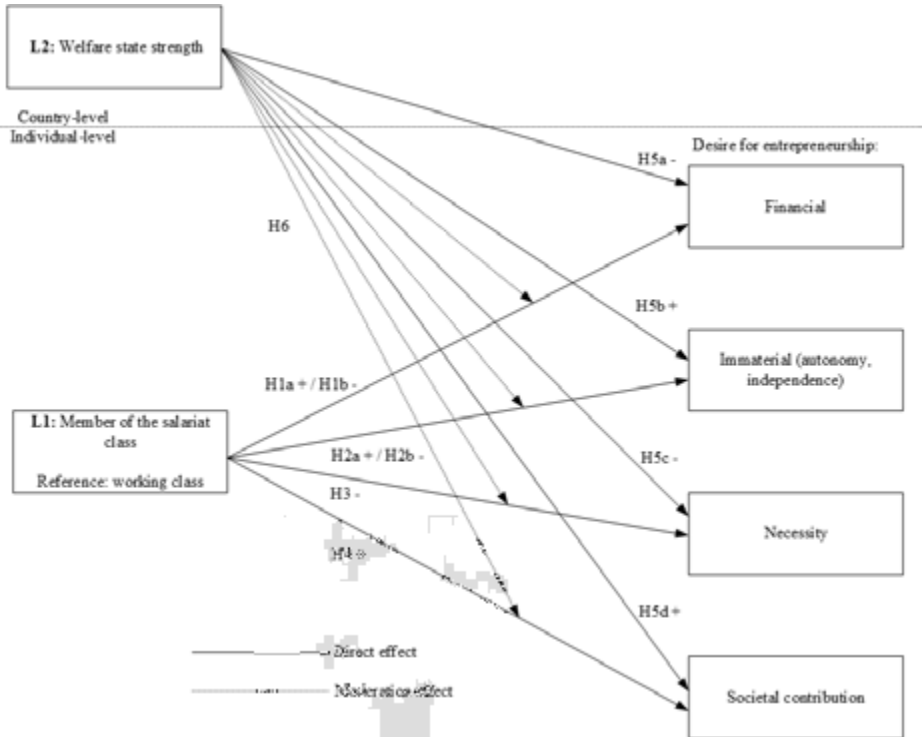 L2: Welfare state strength
Country-level
Individual-level
Desire for entrepreneurship:
H5a -
Financial
H6
H5b +
Immaterial (autonomy,
independence)
H1a + / H1b -
L1: Member of the salariat
class
Reference: working class
H2a + / H2b -
H5c -
H3 -
Necessity
H5d +
Direct effect
Moderation effect
Societal contribution